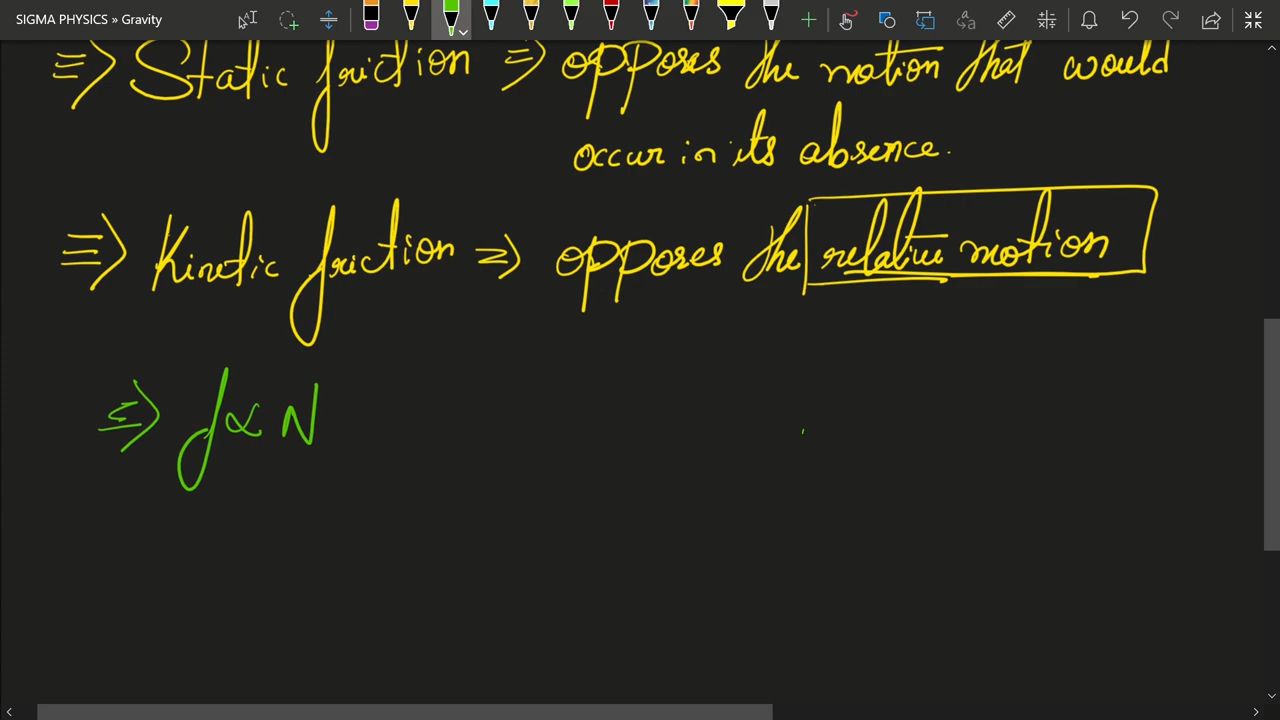 SIGMA PHYSICS » Gravity
⇒ Static friction ⇒ opposes the motion that would
occur in its absence.
⇒ Kinetic friction ⇒ opposes the relative motion
⇒ f ∝ N